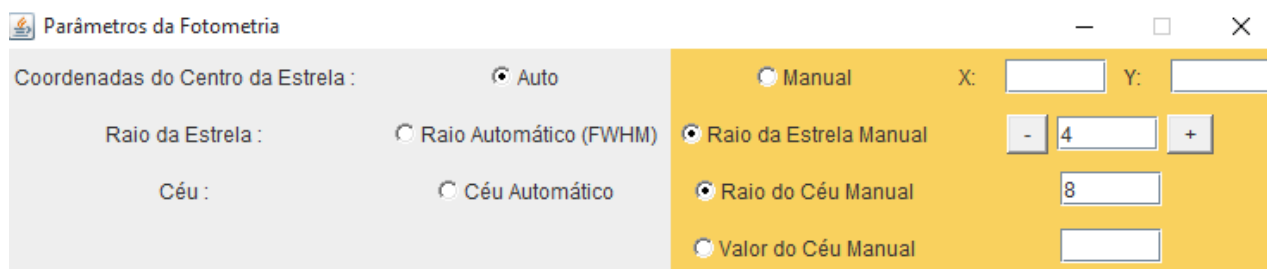 Parâmetros da Fotometria
Coordenadas do Centro da Estrela : Auto Manual X: Y:
Raio da Estrela : Raio Automático (FWHM) Raio da Estrela Manual - 4 +
Céu : Céu Automático Raio do Céu Manual 8
Valor do Céu Manual